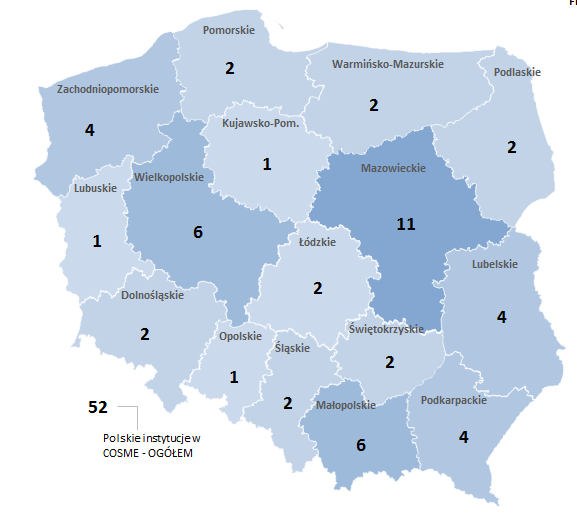 Pomorskie
2
Warmińsko-Mazurskie
2
Podlaskie
2
Zachodniopomorskie
4
Kujawsko-Pom.
1
Mazowieckie
11
Lubuskie
1
Wielkopolskie
6
Łódzkie
2
Lubelskie
4
Dolnośląskie
2
Opolskie
1
Śląskie
2
Świętokrzyskie
2
Małopolskie
6
Podkarpackie
4
52
Polskie instytucje w
COSME - OGÓŁEM